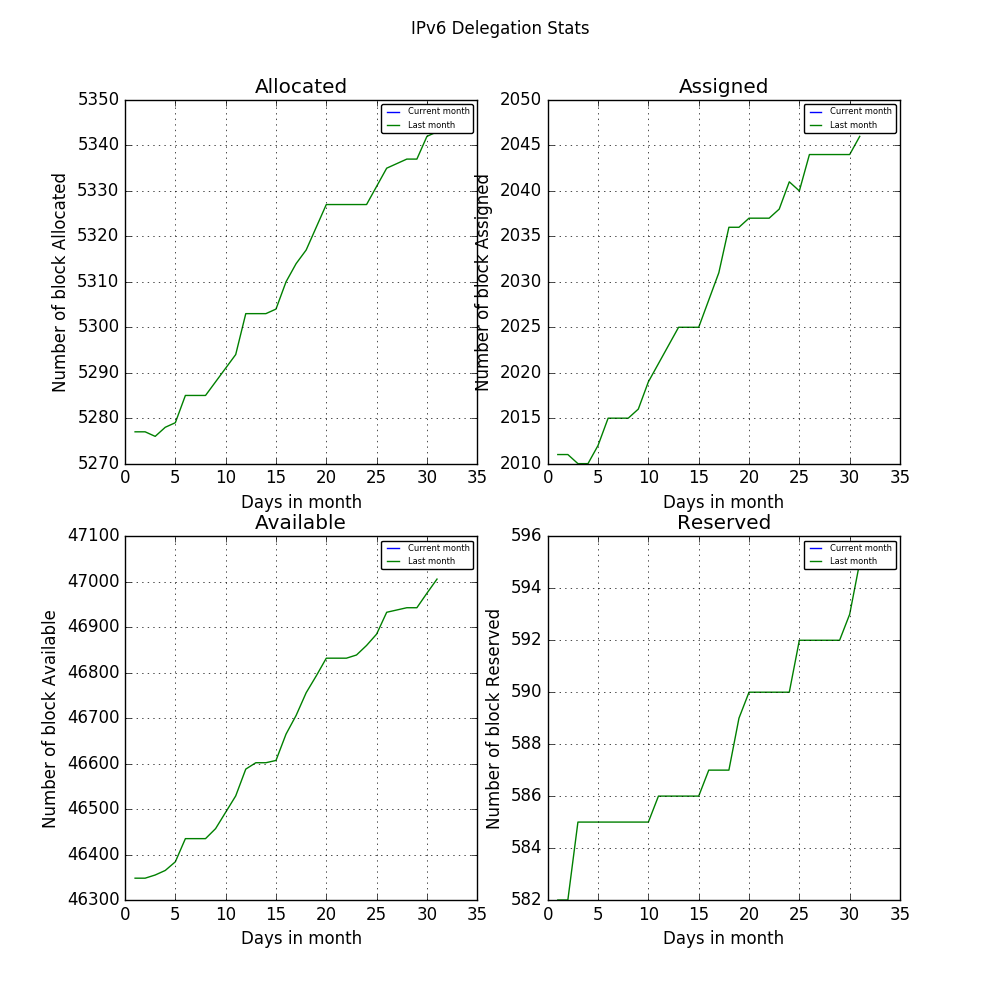 IPv6 Delegation Stats
Allocated
Number of block Allocated
5350
5340
5330
5320
5310
5300
5290
5280
5270
Current month
Last month
0 5 10 15 20 25 30 35
Days in month
Assigned
Number of block Assigned
2050
2045
2040
2035
2030
2025
2020
2015
2010
Current month
Last month
0 5 10 15 20 25 30 35
Days in month
Available
Number of block Available
47100
47000
46900
46800
46700
46600
46500
46400
46300
Current month
Last month
0 5 10 15 20 25 30 35
Days in month
Reserved
Number of block Reserved
596
594
592
590
588
586
584
582
Current month
Last month
0 5 10 15 20 25 30 35
Days in month